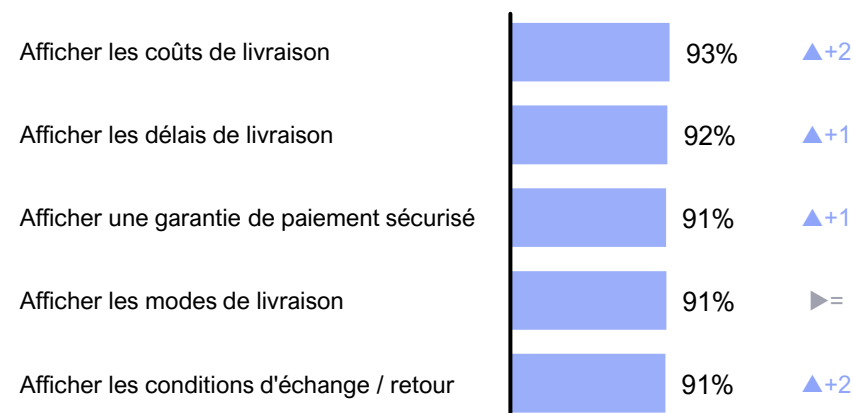 Afficher les coûts de livraison 93% ▲+2
Afficher les délais de livraison 92% ▲+1
Afficher une garantie de paiement sécurisé 91% ▲+1
Afficher les modes de livraison 91% ▶=
Afficher les conditions d'échange / retour 91% ▲+2